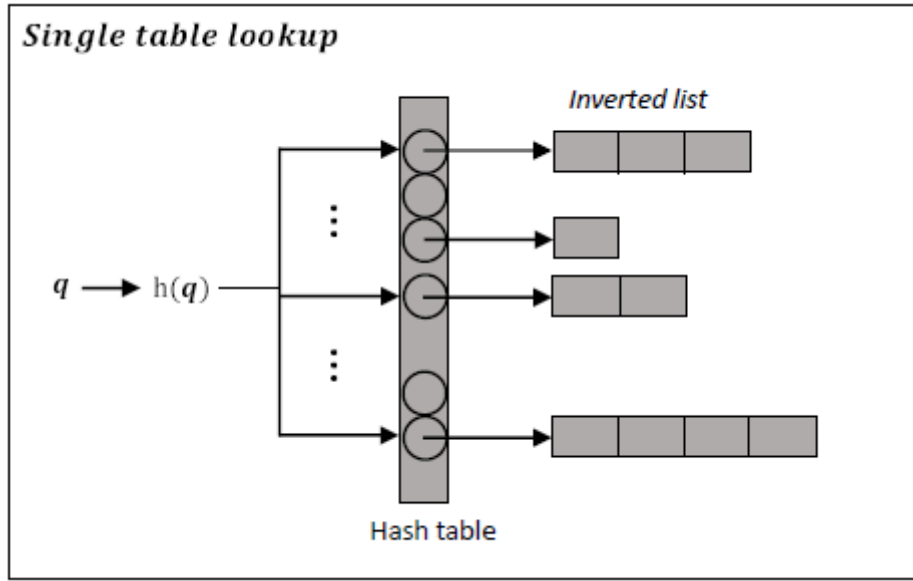 Single table lookup
Inverted list
⋮
q → h(q)
⋮
Hash table